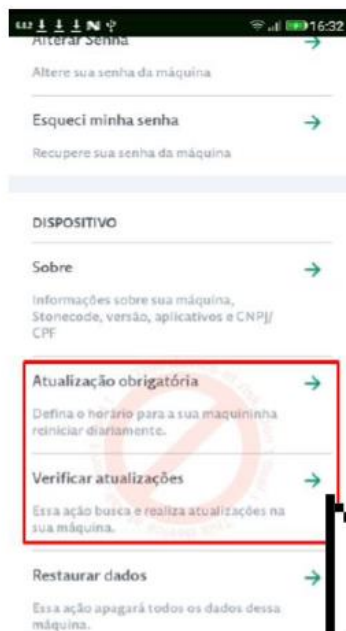 16:32
Alterar Senha
Altere sua senha da máquina
Esqueci minha senha
Recupere sua senha da máquina
DISPOSITIVO
Sobre
Informações sobre sua máquina,
Stonecode, versão, aplicativos e CNPJ/
CPF
Atualização obrigatória
Defina o horário para a sua maquininha
reiniciar diariamente.
Verificar atualizações
Essa ação busca e realiza atualizações na
sua máquina.
Restaurar dados
Essa ação apagará todos os dados dessa
máquina.